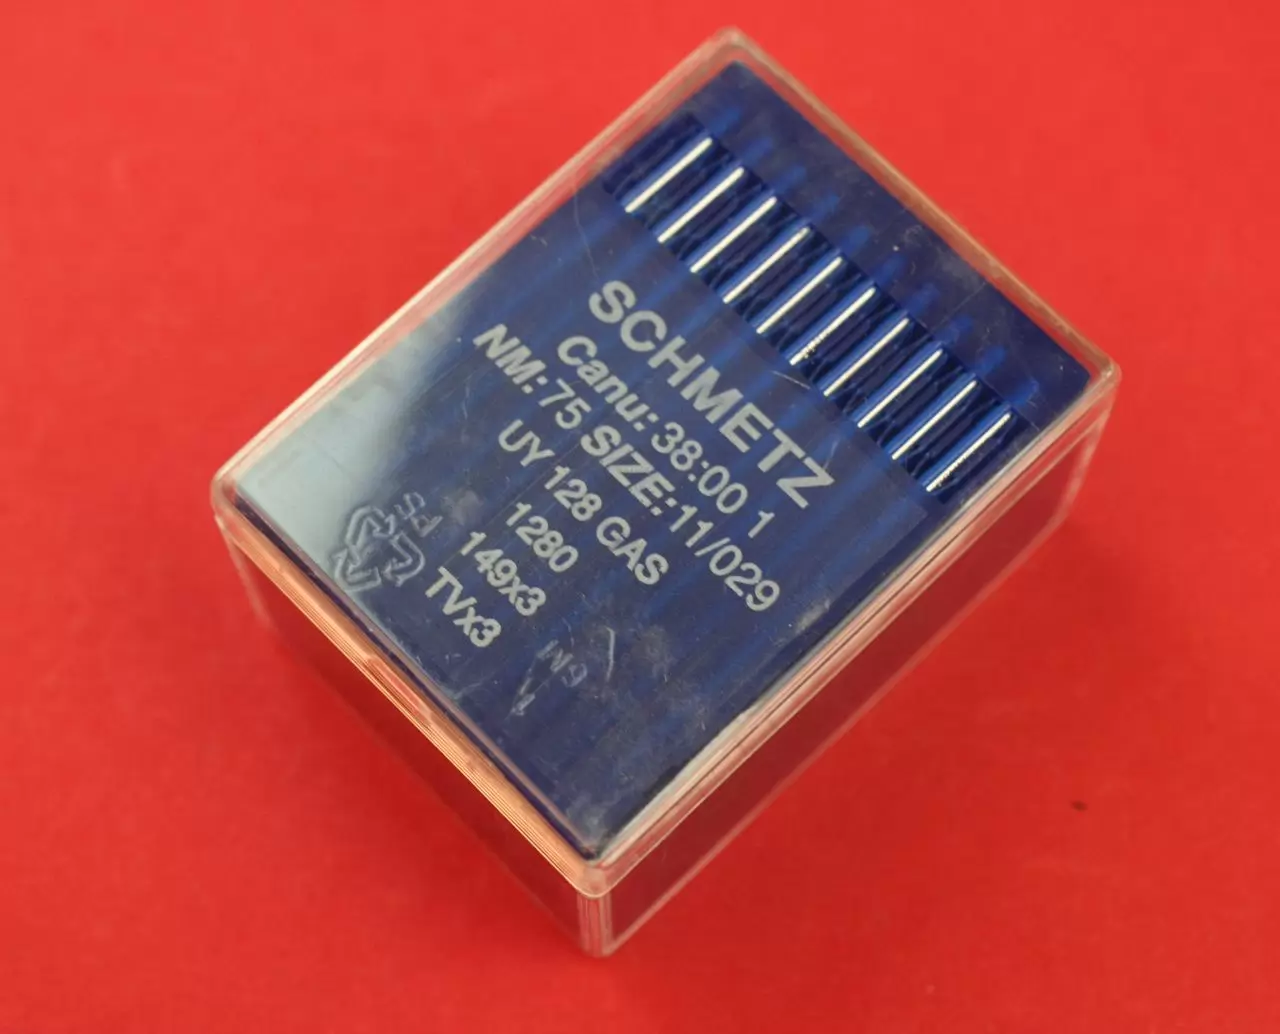 SCHMETZ
Canu: 38:00 1
NM: 75 SIZE: 11/029
UY 128 GAS
1280
149x3
TVx3
PS